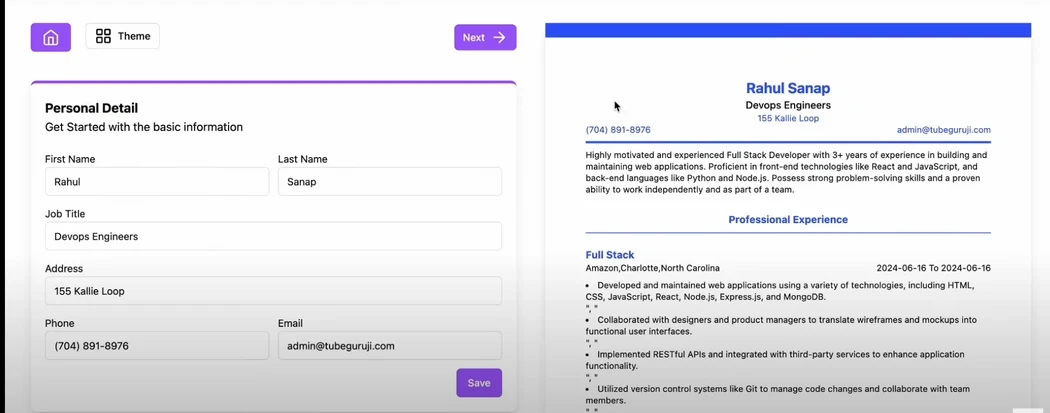 Theme
Next
Personal Detail
Get Started with the basic information
First Name
Last Name
Rahul
Sanap
Job Title
Devops Engineers
Address
155 Kallie Loop
Phone
Email
(704) 891-8976
admin@tubeguruji.com
Save
Rahul Sanap
Devops Engineers
155 Kallie Loop
(704) 891-8976
admin@tubeguruji.com
Highly motivated and experienced Full Stack Developer with 3+ years of experience in building and
maintaining web applications. Proficient in front-end technologies like React and JavaScript, and
back-end languages like Python and Node.js. Possess strong problem-solving skills and a proven
ability to work independently and as part of a team.
Professional Experience
Full Stack
Amazon,Charlotte,North Carolina
2024-06-16 To 2024-06-16
• Developed and maintained web applications using a variety of technologies, including HTML,
CSS, JavaScript, React, Node.js, Express.js, and MongoDB.
", "
• Collaborated with designers and product managers to translate wireframes and mockups into
functional user interfaces.
", "
• Implemented RESTful APIs and integrated with third-party services to enhance application
functionality.
", "
• Utilized version control systems like Git to manage code changes and collaborate with team
members.
", "